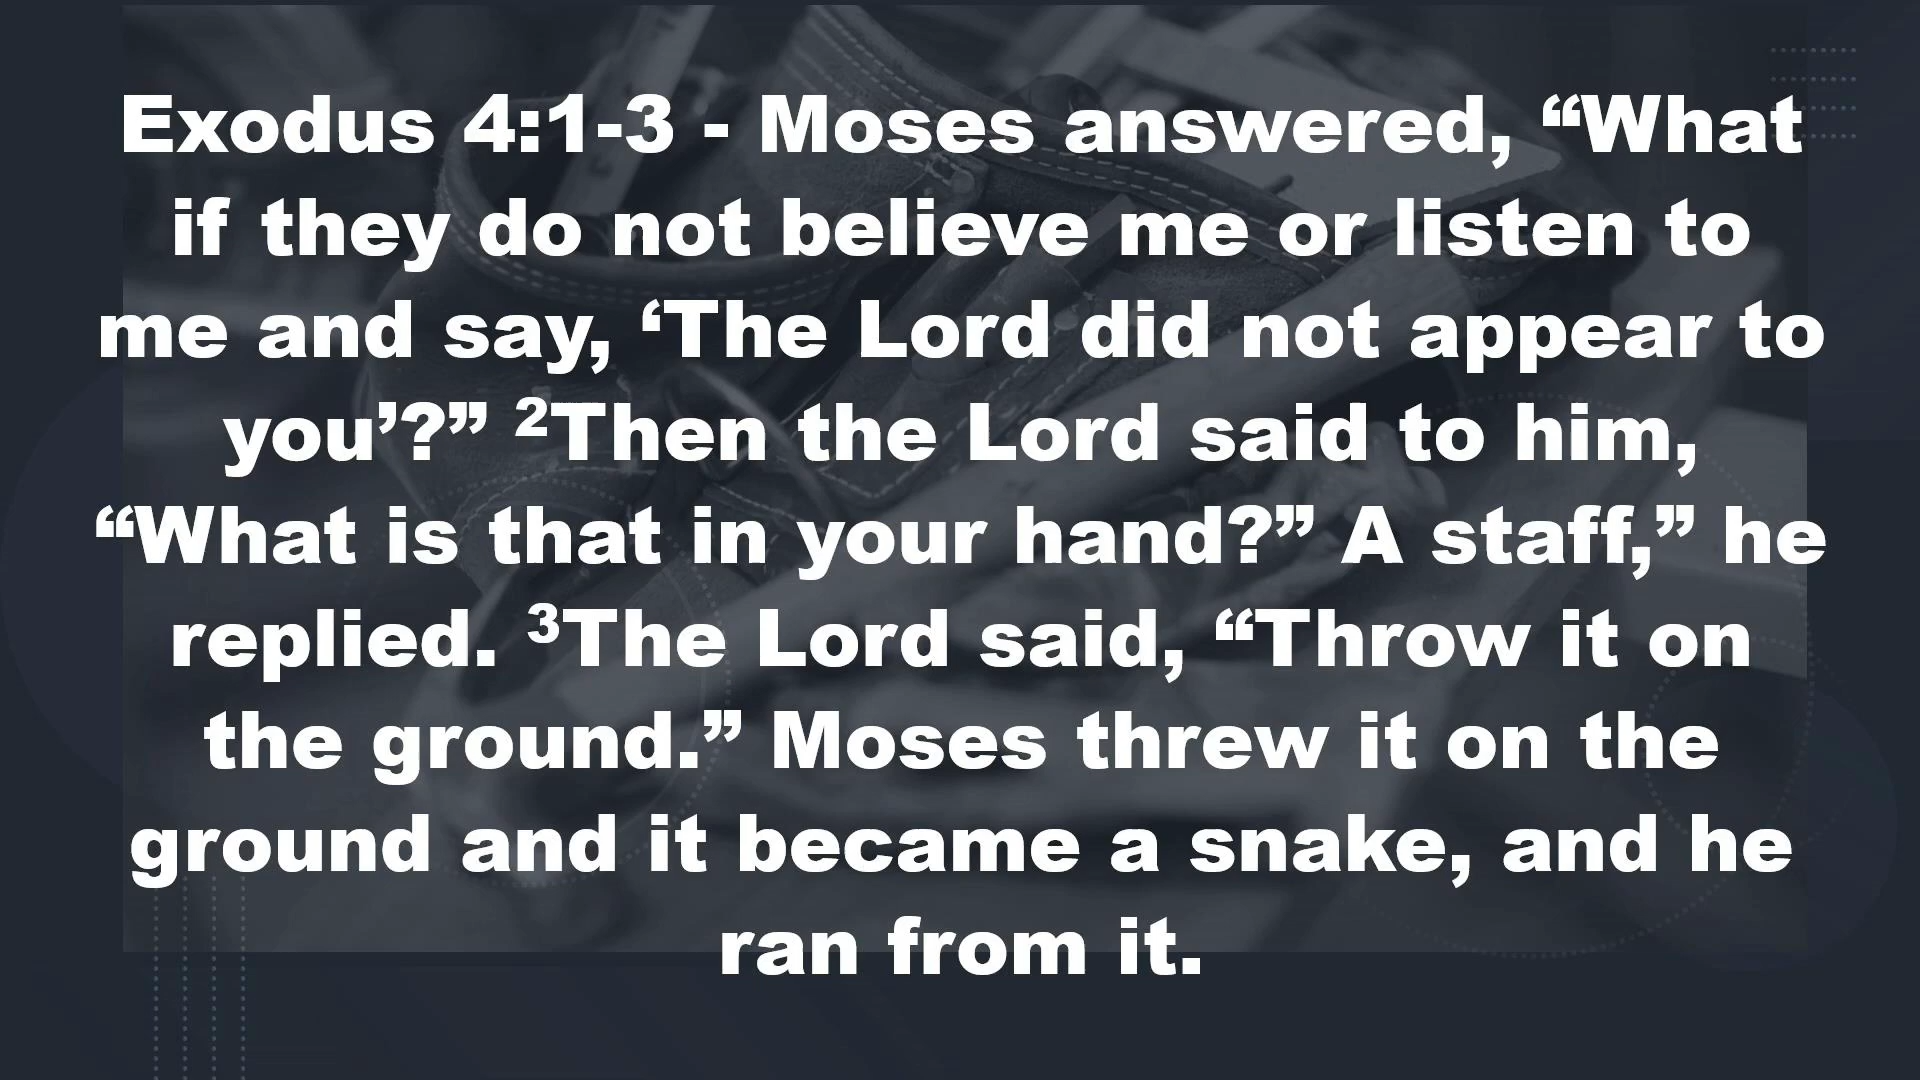 Exodus 4:1-3 - Moses answered, “What
if they do not believe me or listen to
me and say, ‘The Lord did not appear to
you’?” ²Then the Lord said to him,
“What is that in your hand?” A staff,” he
replied. ³The Lord said, “Throw it on
the ground.” Moses threw it on the
ground and it became a snake, and he
ran from it.